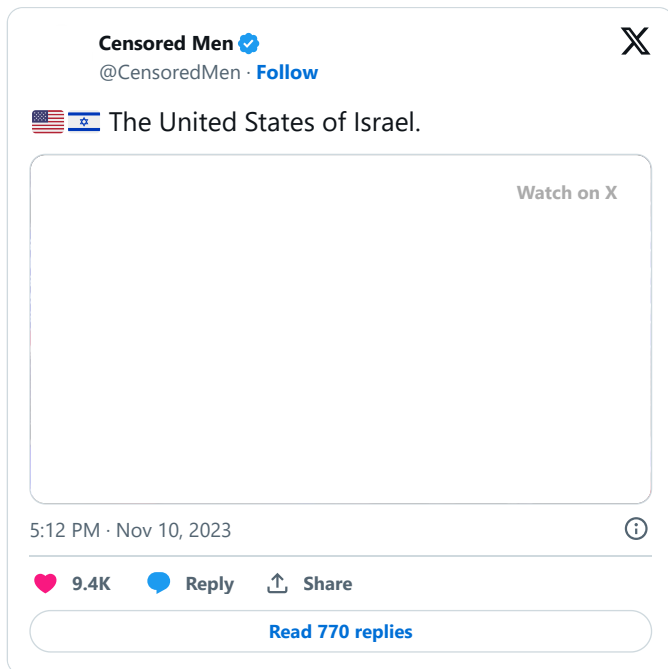 Censored Men
@CensoredMen · Follow
🇺🇸🇮🇱 The United States of Israel.
Watch on X
5:12 PM · Nov 10, 2023
9.4K Reply Share
Read 770 replies